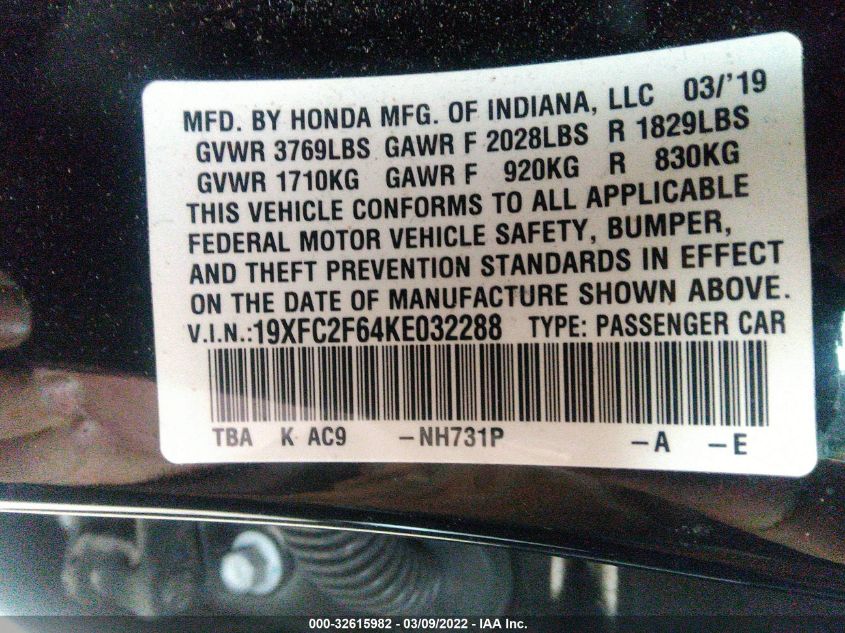 MFD. BY HONDA MFG. OF INDIANA, LLC 03/'19
GVWR 3769LBS GAWR F 2028LBS R 1829LBS
GVWR 1710KG GAWR F 920KG R 830KG
THIS VEHICLE CONFORMS TO ALL APPLICABLE
FEDERAL MOTOR VEHICLE SAFETY, BUMPER,
AND THEFT PREVENTION STANDARDS IN EFFECT
ON THE DATE OF MANUFACTURE SHOWN ABOVE.
V.I.N.:19XFC2F64KE032288 TYPE: PASSENGER CAR
TBA K AC9 -NH731P -A -E
000-32615982 / 03/09/2022 - IAA Inc.